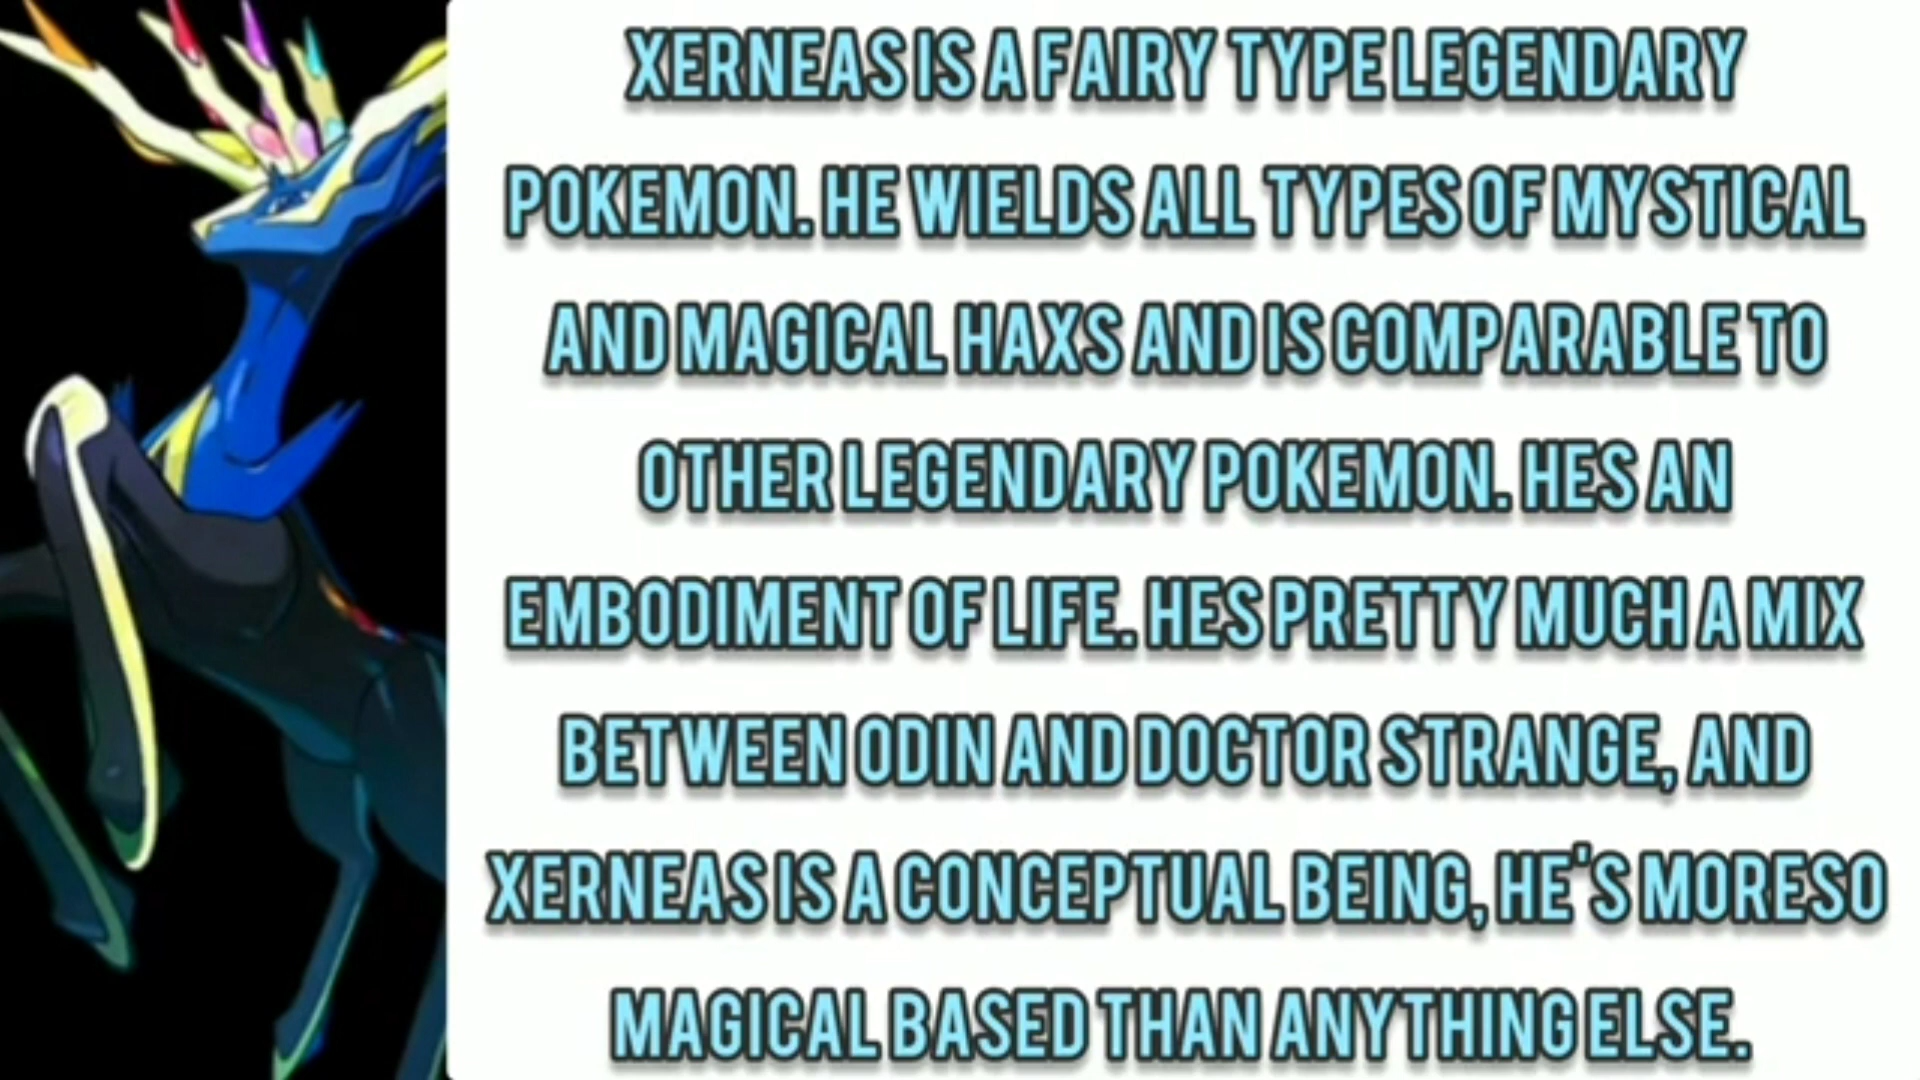 XERNEAS IS A FAIRY TYPE LEGENDARY
POKEMON. HE WIELDS ALL TYPES OF MYSTICAL
AND MAGICAL HAXS AND IS COMPARABLE TO
OTHER LEGENDARY POKEMON. HES AN
EMBODIMENT OF LIFE. HES PRETTY MUCH A MIX
BETWEEN ODIN AND DOCTOR STRANGE, AND
XERNEAS IS A CONCEPTUAL BEING, HE'S MORESO
MAGICAL BASED THAN ANYTHING ELSE.